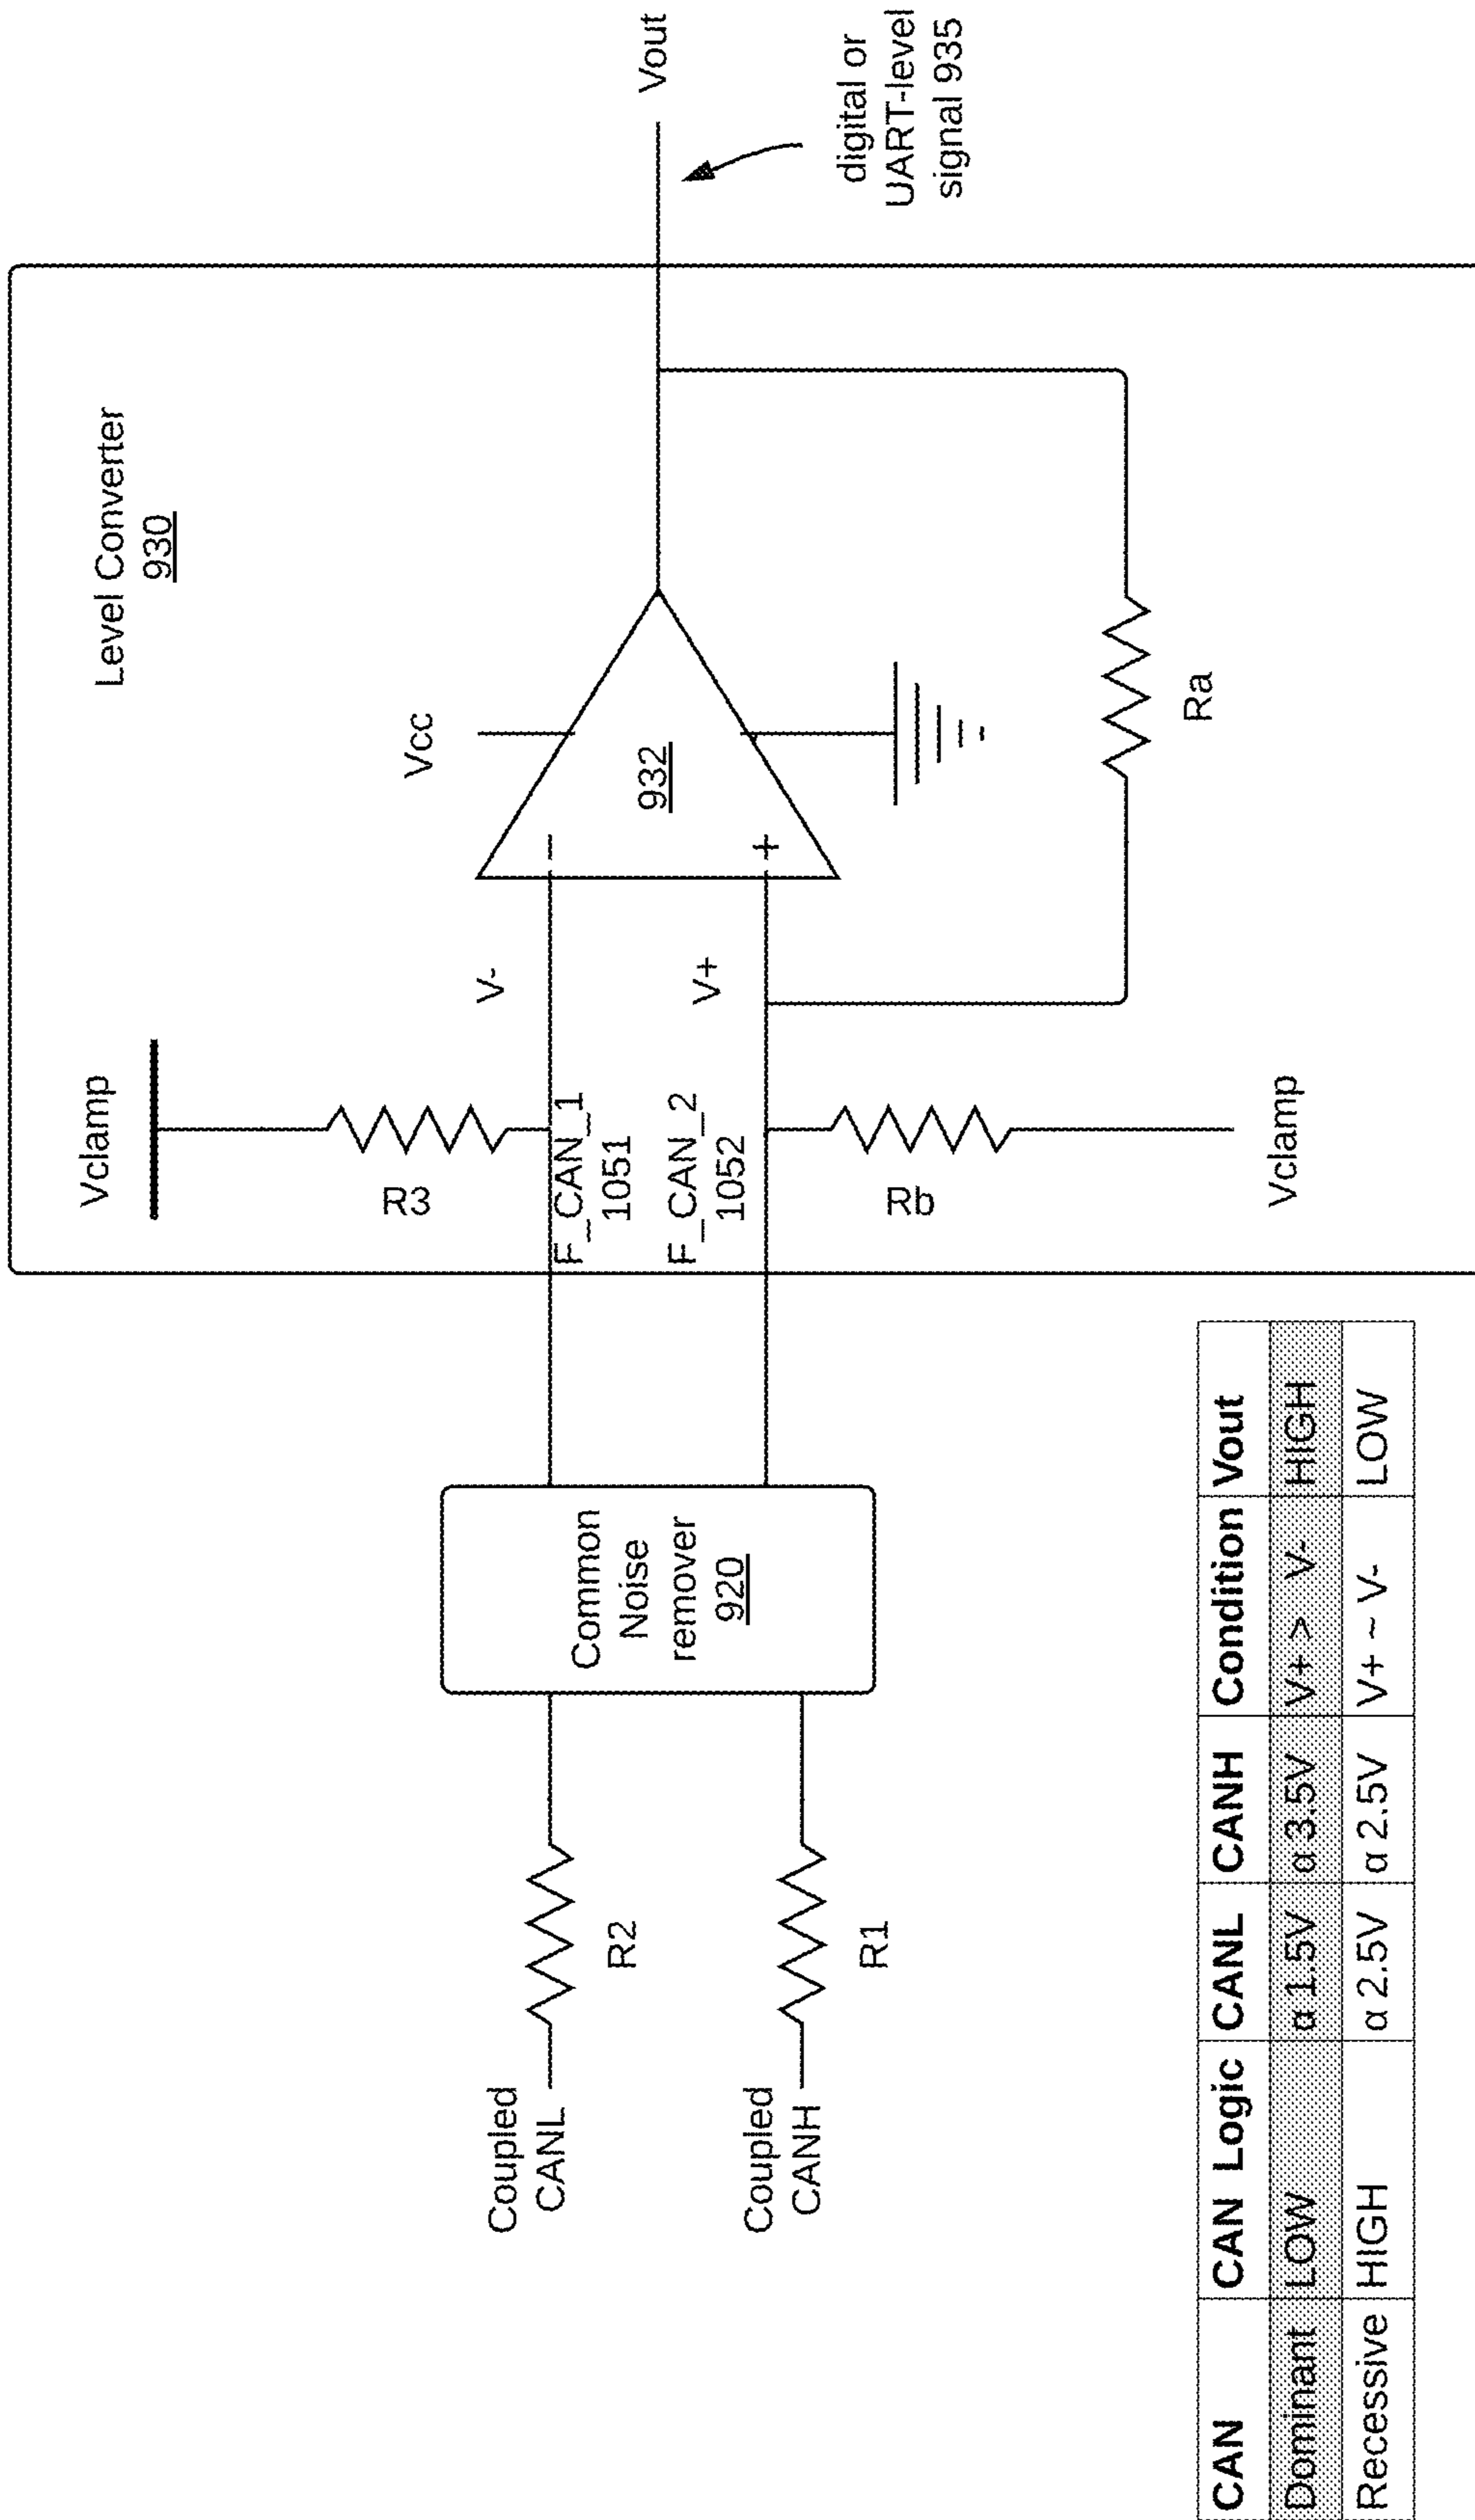 Level Converter
930
Vclamp
R3
Vcc
V-
F_CAN_1
1051
V+
F_CAN_2
1052
932
−
+
Rb
Vclamp
Ra
Vout
digital or
UART-level
signal 935
Common
Noise
remover
920
Coupled
CANL
R2
Coupled
CANH
R1
CAN CAN Logic CANL CANH Condition Vout
Dominant LOW α 1.5V α 3.5V V+ > V- HIGH
Recessive HIGH α 2.5V α 2.5V V+ ~ V- LOW